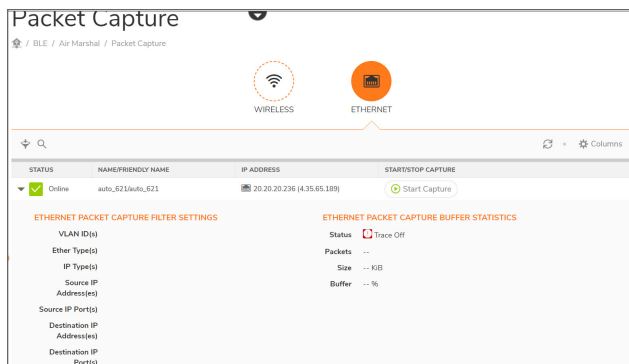 Packet Capture
/ BLE / Air Marshal / Packet Capture
WIRELESS
ETHERNET
Columns
STATUS NAME/FRIENDLY NAME IP ADDRESS START/STOP CAPTURE
Online auto_621/auto_621 20.20.20.236 (4.35.65.189) Start Capture
ETHERNET PACKET CAPTURE FILTER SETTINGS
VLAN ID(s)
Ether Type(s)
IP Type(s)
Source IP
Address(es)
Source IP Port(s)
Destination IP
Address(es)
Destination IP
Port(s)
ETHERNET PACKET CAPTURE BUFFER STATISTICS
Status Trace Off
Packets --
Size -- KiB
Buffer -- %